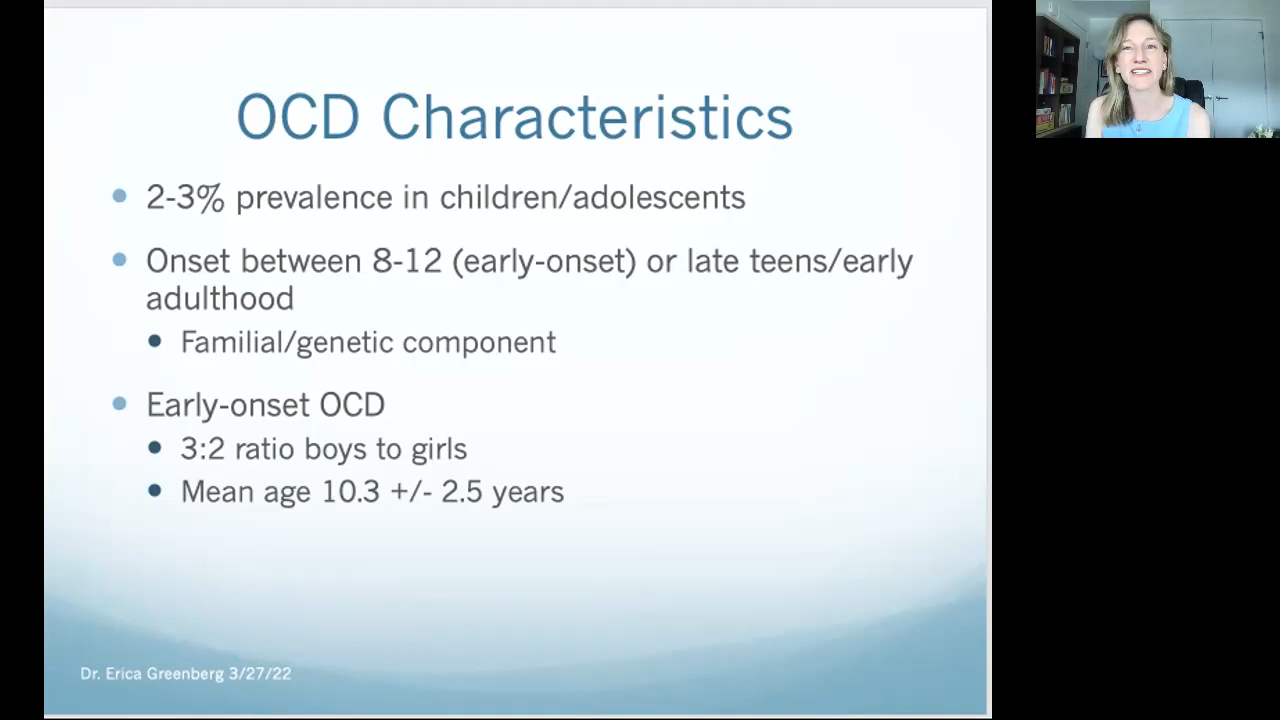 OCD Characteristics
2-3% prevalence in children/adolescents
Onset between 8-12 (early-onset) or late teens/early
adulthood
Familial/genetic component
Early-onset OCD
3:2 ratio boys to girls
Mean age 10.3 +/- 2.5 years
Dr. Erica Greenberg 3/27/22